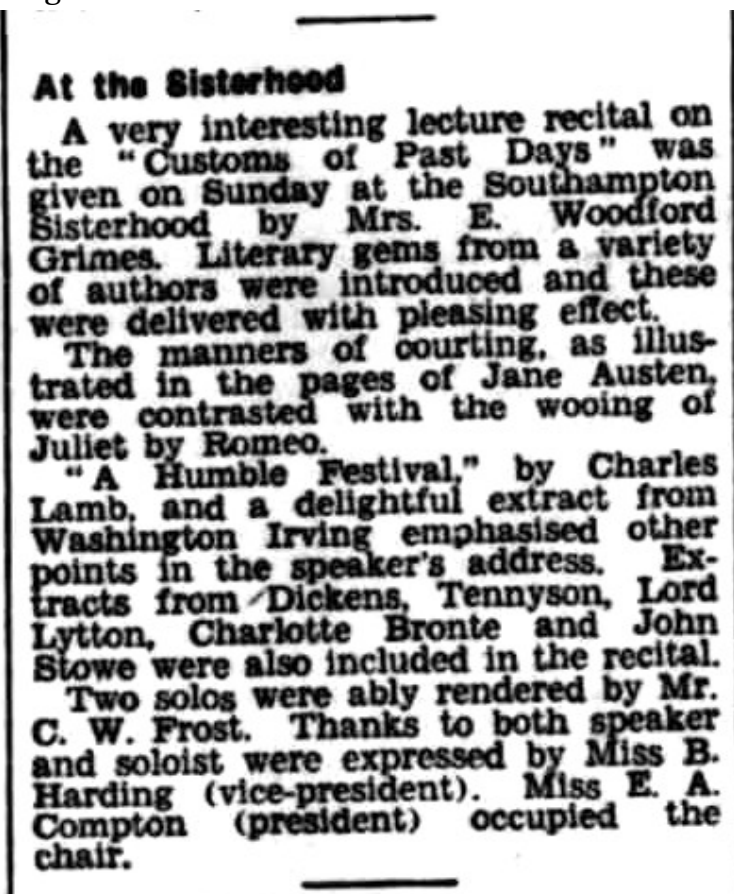 At the Sisterhood
A very interesting lecture recital on
the "Customs of Past Days" was
given on Sunday at the Southampton
Sisterhood by Mrs. E. Woodford
Grimes. Literary gems from a variety
of authors were introduced and these
were delivered with pleasing effect.
The manners of courting, as illus-
trated in the pages of Jane Austen,
were contrasted with the wooing of
Juliet by Romeo.
"A Humble Festival," by Charles
Lamb, and a delightful extract from
Washington Irving emphasised other
points in the speaker's address. Ex-
tracts from Dickens, Tennyson, Lord
Lytton, Charlotte Bronte and John
Stowe were also included in the recital.
Two solos were ably rendered by Mr.
C. W. Frost. Thanks to both speaker
and soloist were expressed by Miss B.
Harding (vice-president). Miss E. A.
Compton (president) occupied the
chair.